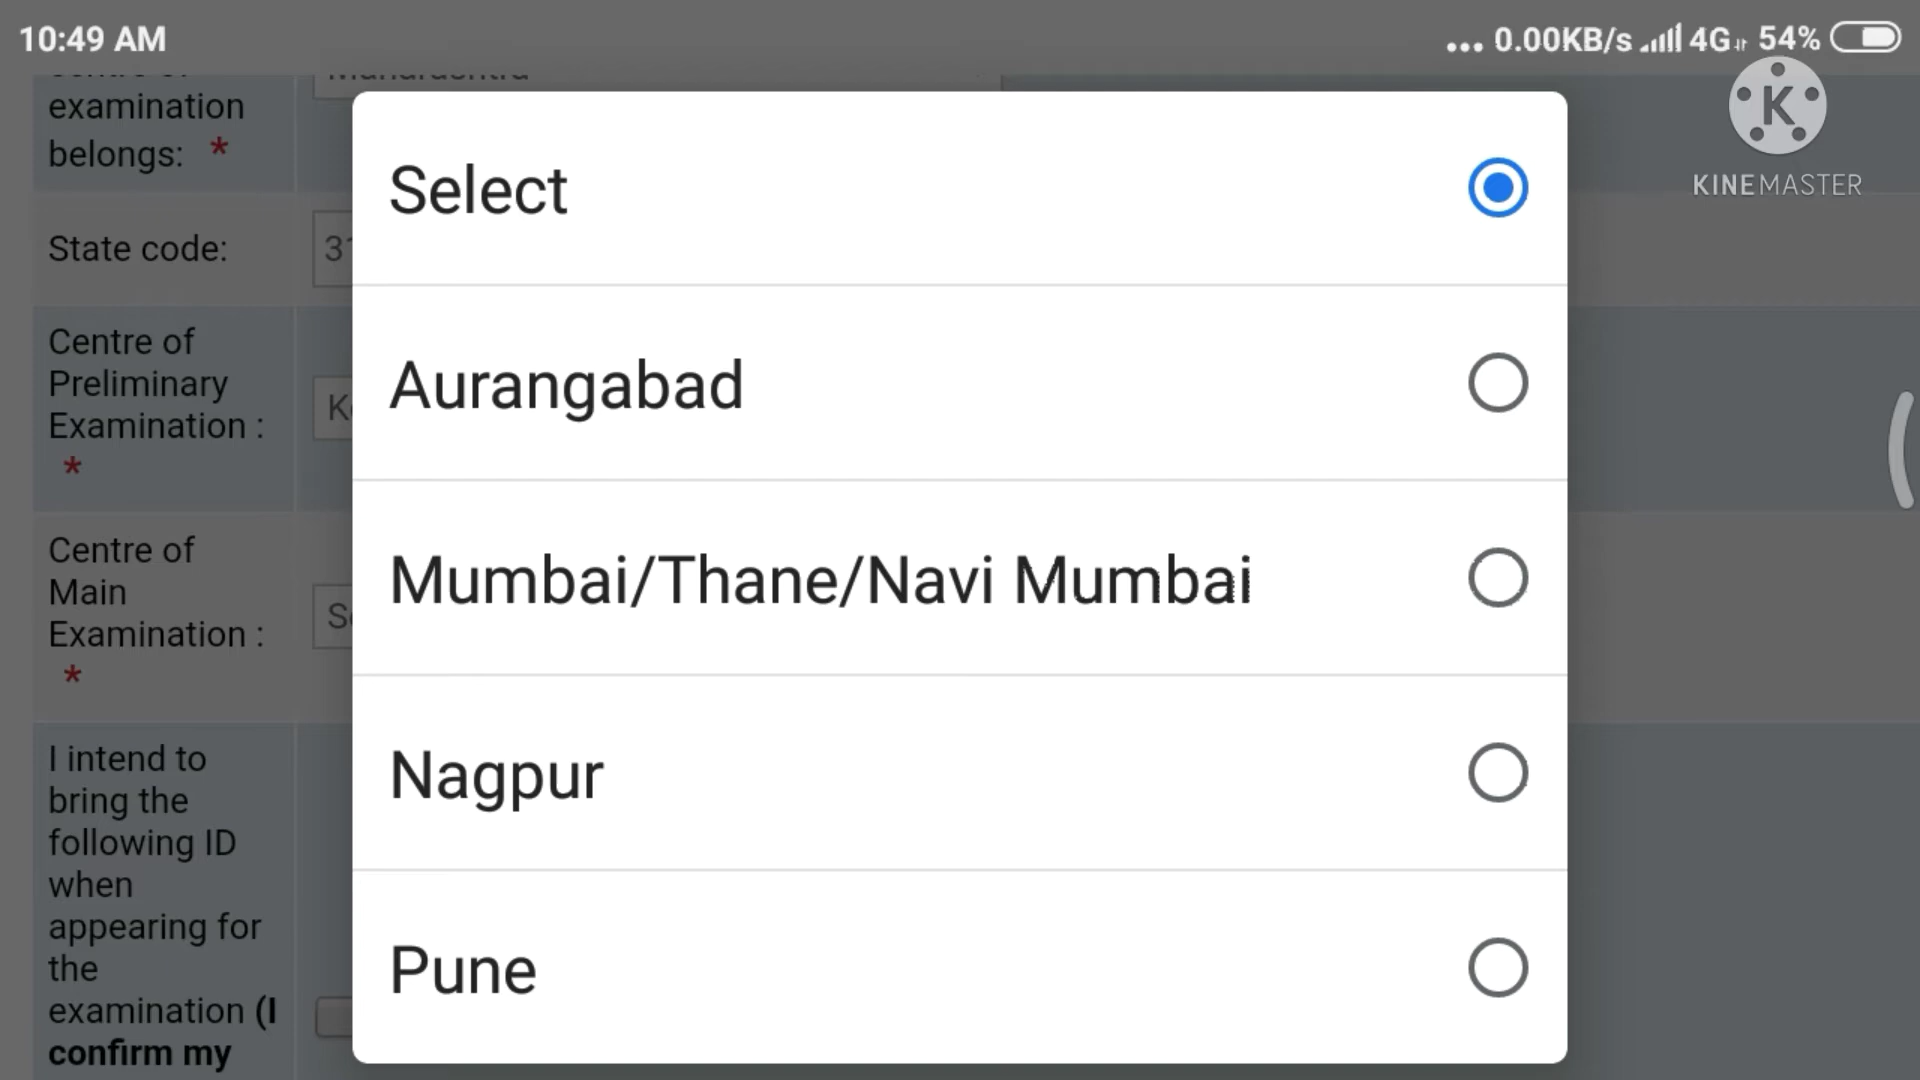 10:49 AM
... 0.00KB/s 4G 54%
examination
belongs: *
Select
K
KINEMASTER
State code:
31
Aurangabad
Centre of
Preliminary
Examination :
*
Mumbai/Thane/Navi Mumbai
Centre of
Main
Examination :
*
Nagpur
I intend to
bring the
following ID
when
appearing for
the
examination (I
confirm my
Pune